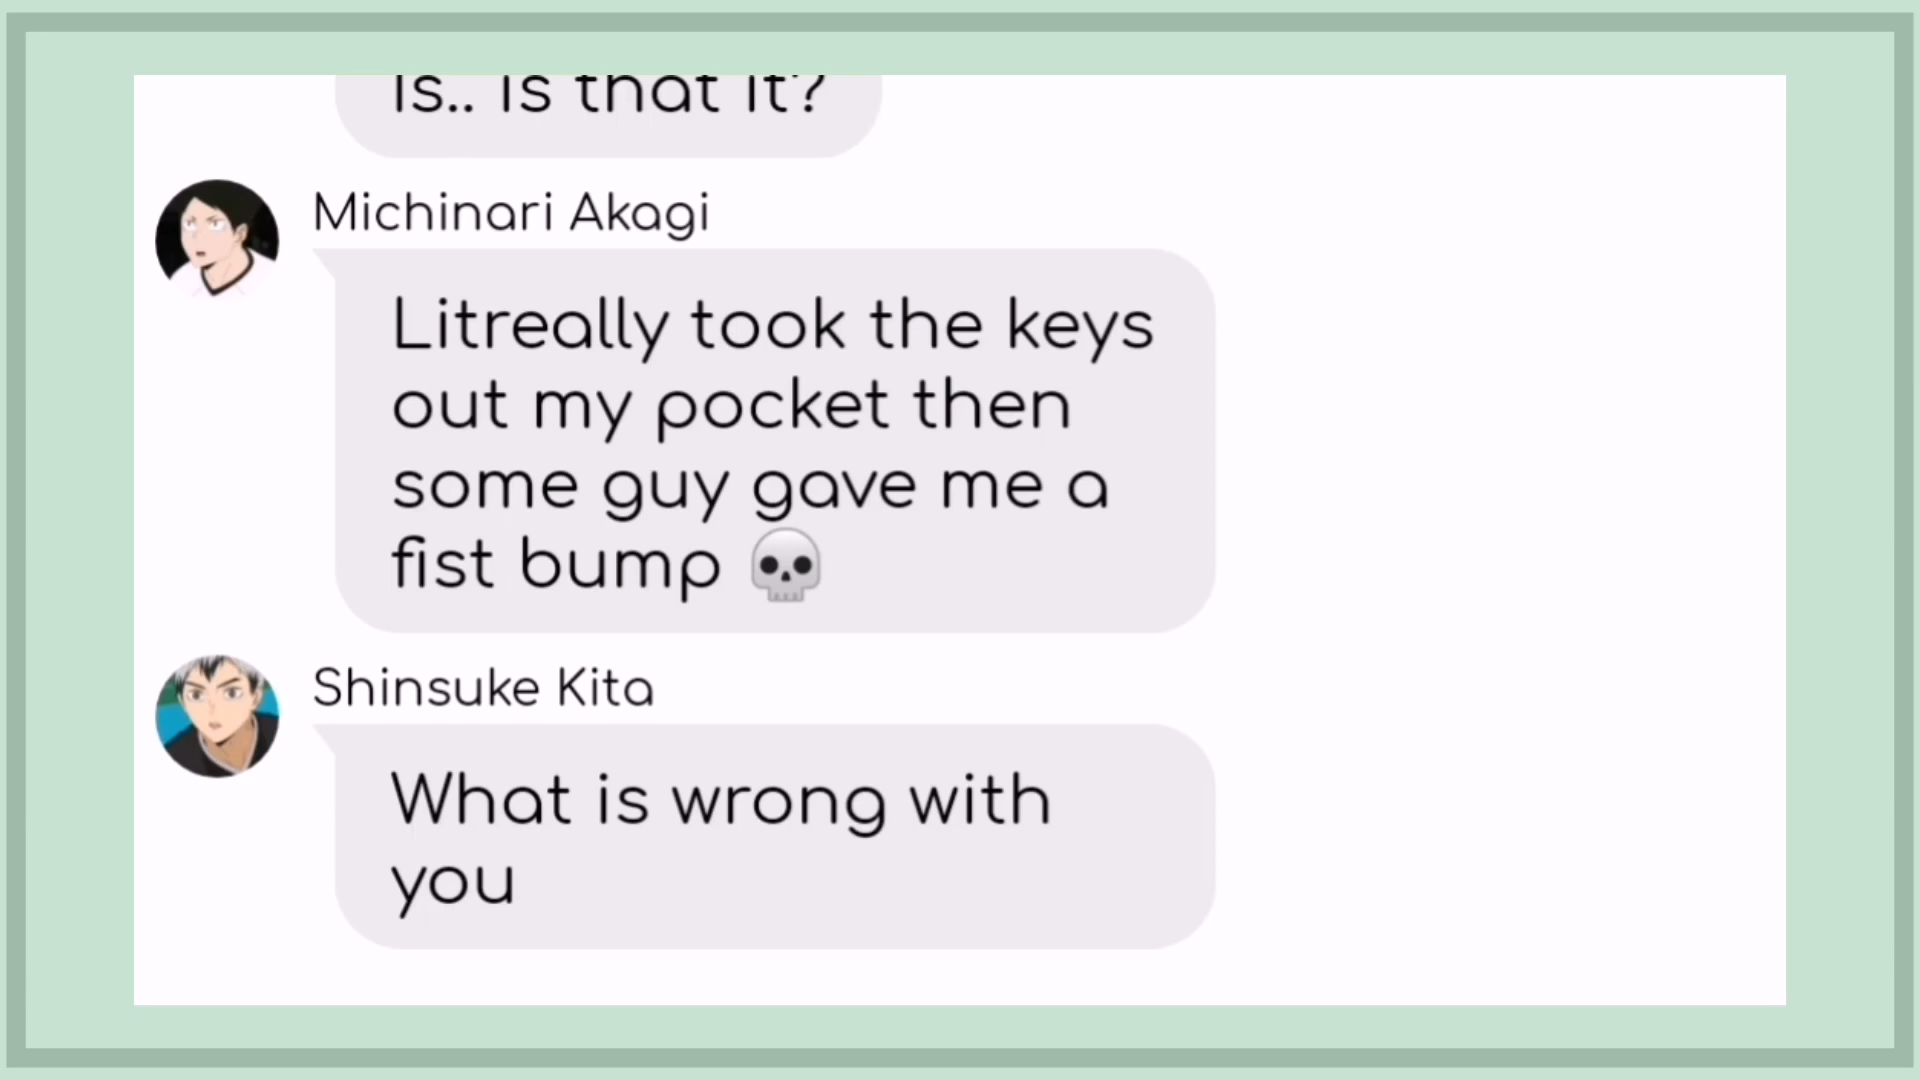 Is.. Is that it?
Michinari Akagi
Litreally took the keys
out my pocket then
some guy gave me a
fist bump 💀
Shinsuke Kita
What is wrong with
you